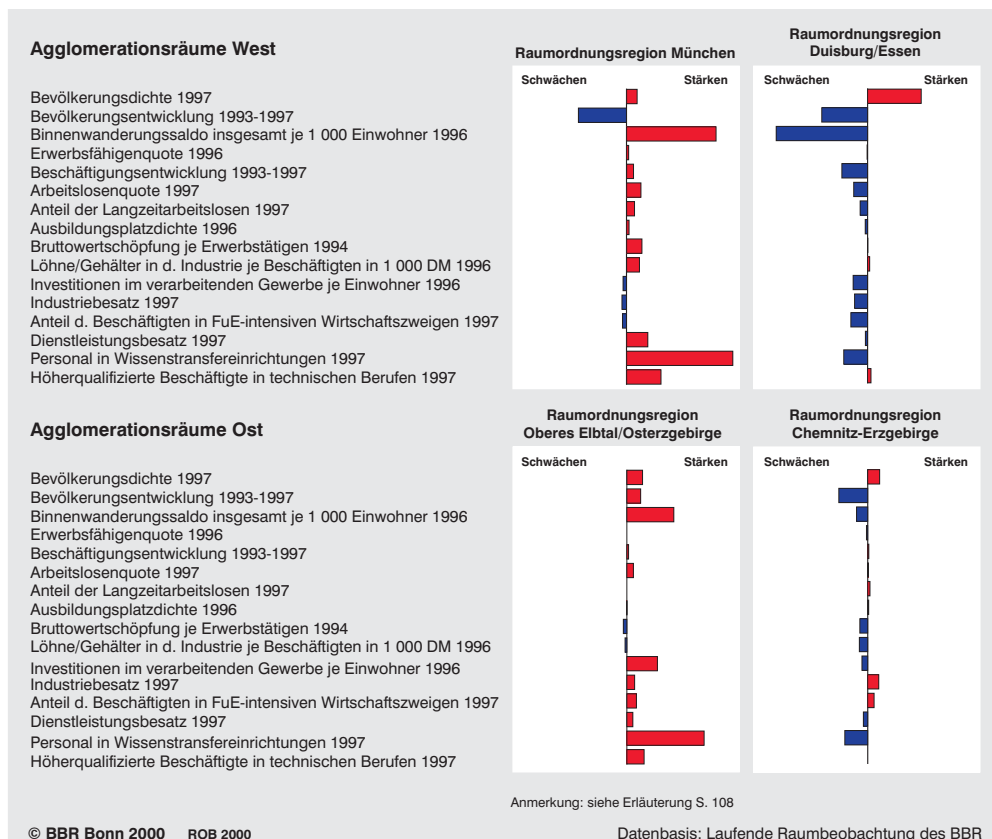 Agglomerationsräume West
Raumordnungsregion München
Raumordnungsregion
Duisburg/Essen
Schwächen Stärken
Schwächen Stärken
Bevölkerungsdichte 1997
Bevölkerungsentwicklung 1993-1997
Binnenwanderungssaldo insgesamt je 1 000 Einwohner 1996
Erwerbsfähigenquote 1996
Beschäftigungsentwicklung 1993-1997
Arbeitslosenquote 1997
Anteil der Langzeitarbeitslosen 1997
Ausbildungsplatzdichte 1996
Bruttowertschöpfung je Erwerbstätigen 1994
Löhne/Gehälter in d. Industrie je Beschäftigten in 1 000 DM 1996
Investitionen im verarbeitenden Gewerbe je Einwohner 1996
Industriebesatz 1997
Anteil d. Beschäftigten in FuE-intensiven Wirtschaftszweigen 1997
Dienstleistungsbesatz 1997
Personal in Wissenstransfereinrichtungen 1997
Höherqualifizierte Beschäftigte in technischen Berufen 1997
Agglomerationsräume Ost
Raumordnungsregion
Oberes Elbtal/Osterzgebirge
Raumordnungsregion
Chemnitz-Erzgebirge
Schwächen Stärken
Schwächen Stärken
Bevölkerungsdichte 1997
Bevölkerungsentwicklung 1993-1997
Binnenwanderungssaldo insgesamt je 1 000 Einwohner 1996
Erwerbsfähigenquote 1996
Beschäftigungsentwicklung 1993-1997
Arbeitslosenquote 1997
Anteil der Langzeitarbeitslosen 1997
Ausbildungsplatzdichte 1996
Bruttowertschöpfung je Erwerbstätigen 1994
Löhne/Gehälter in d. Industrie je Beschäftigten in 1 000 DM 1996
Investitionen im verarbeitenden Gewerbe je Einwohner 1996
Industriebesatz 1997
Anteil d. Beschäftigten in FuE-intensiven Wirtschaftszweigen 1997
Dienstleistungsbesatz 1997
Personal in Wissenstransfereinrichtungen 1997
Höherqualifizierte Beschäftigte in technischen Berufen 1997
Anmerkung: siehe Erläuterung S. 108
© BBR Bonn 2000 ROB 2000
Datenbasis: Laufende Raumbeobachtung des BBR